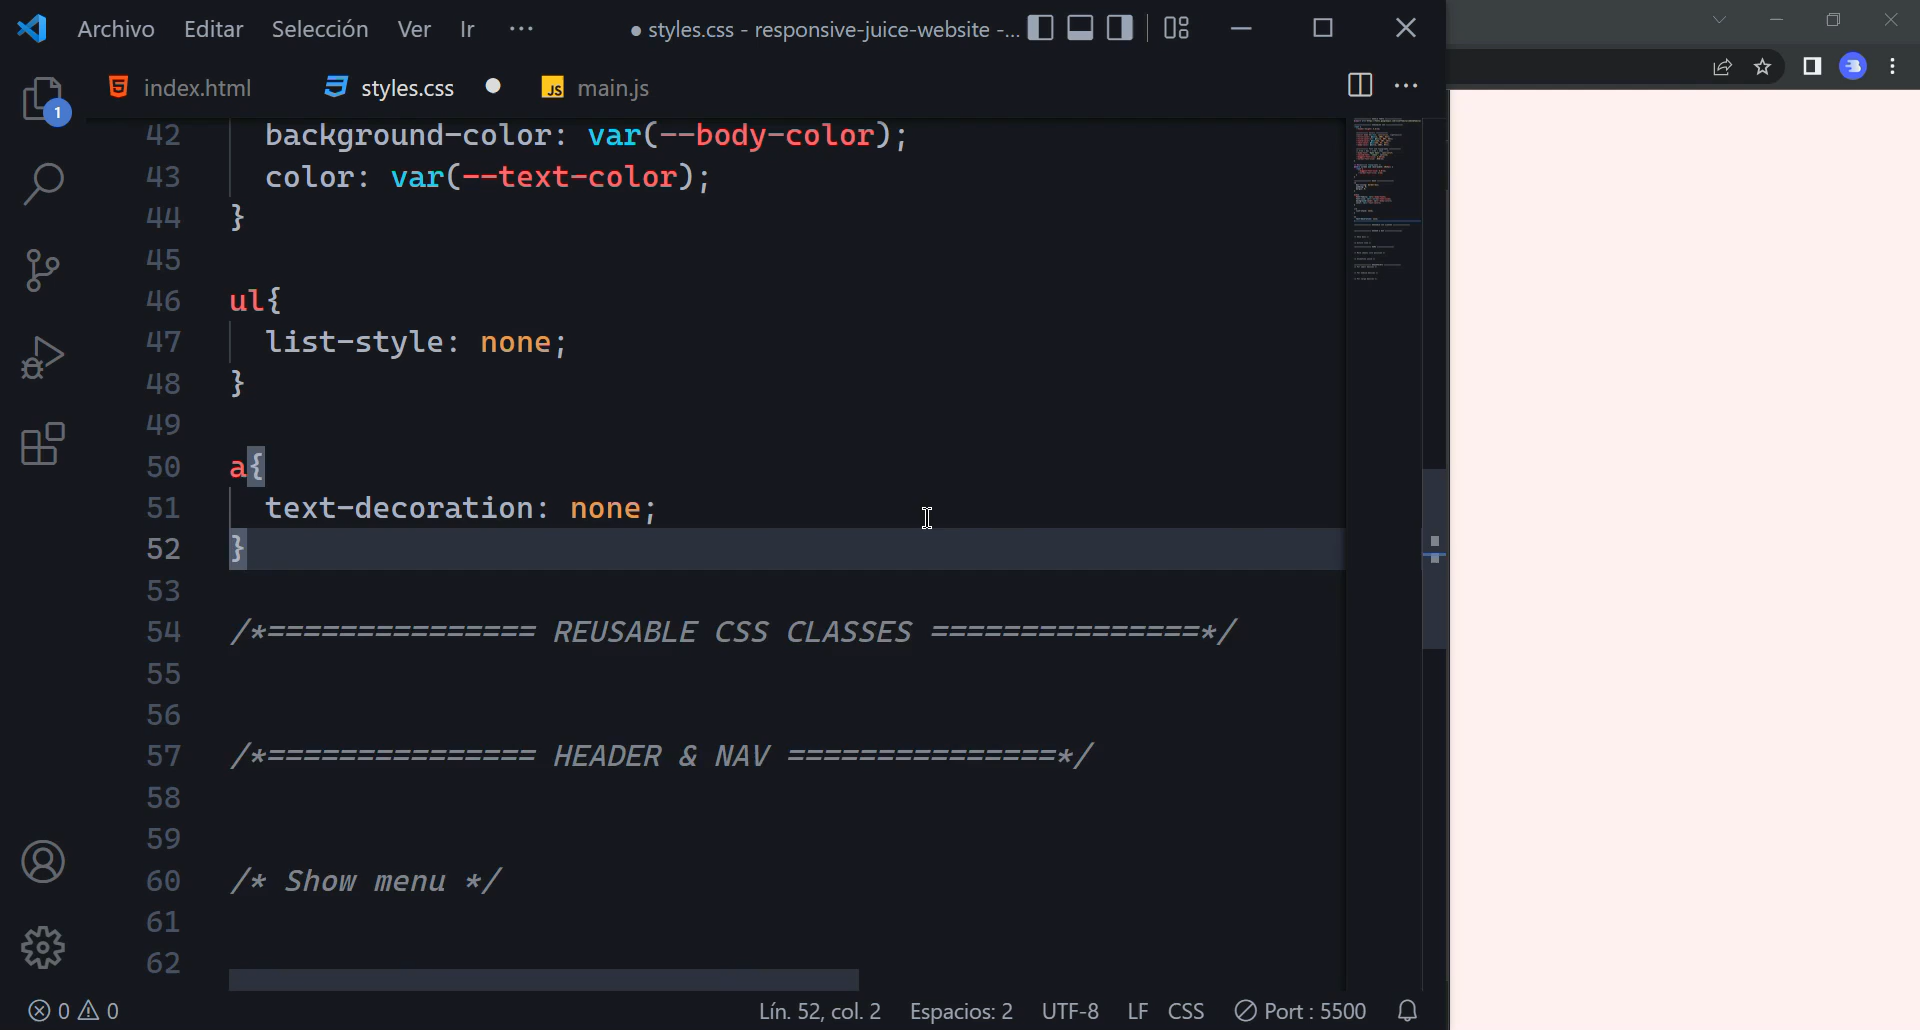 Archivo Editar Selección Ver Ir ··· ● styles.css - responsive-juice-website -...
index.html styles.css JS main.js
1
42 background-color: var(--body-color);
43 color: var(--text-color);
44 }
45
46 ul{
47 list-style: none;
48 }
49
50 a{
51 text-decoration: none;
52 }
53
54 /*=============== REUSABLE CSS CLASSES ===============*/
55
56
57 /*=============== HEADER & NAV ===============*/
58
59
60 /* Show menu */
61
62
0 0 Lín. 52, col. 2 Espacios: 2 UTF-8 LF CSS Port : 5500